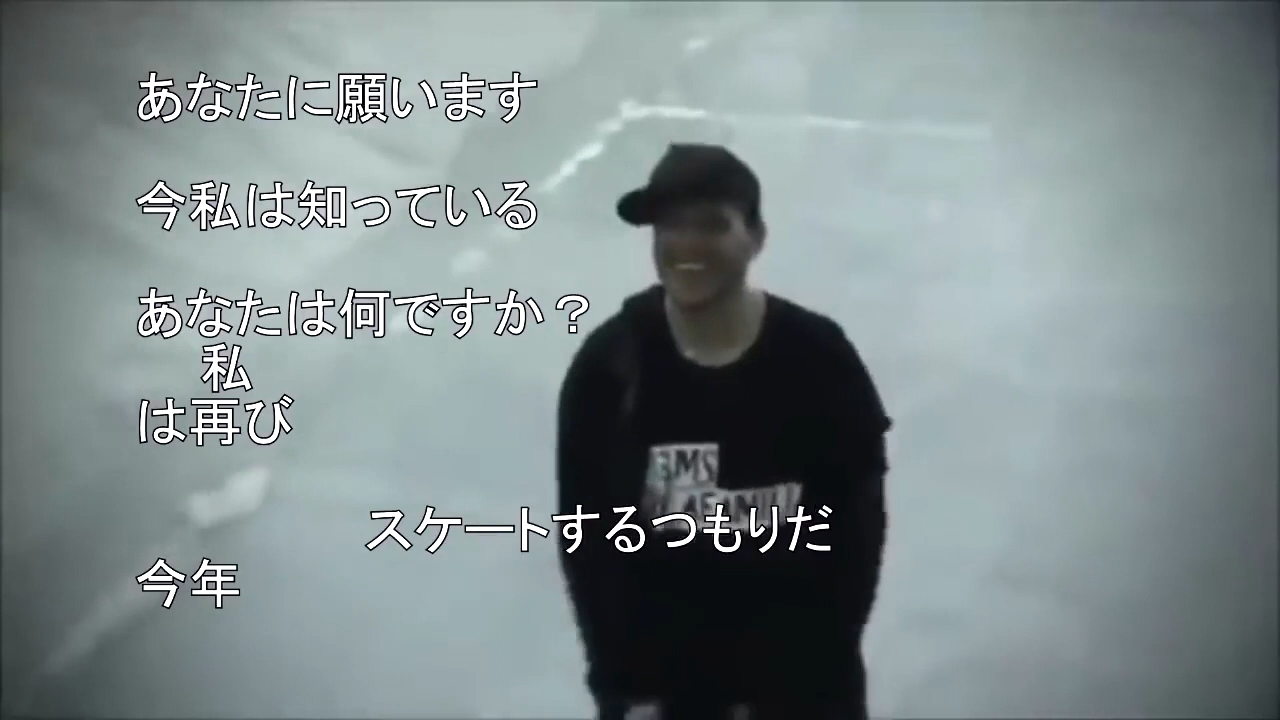 あなたに願います
今私は知っている
あなたは何ですか？
私
は再び
スケートするつもりだ
今年